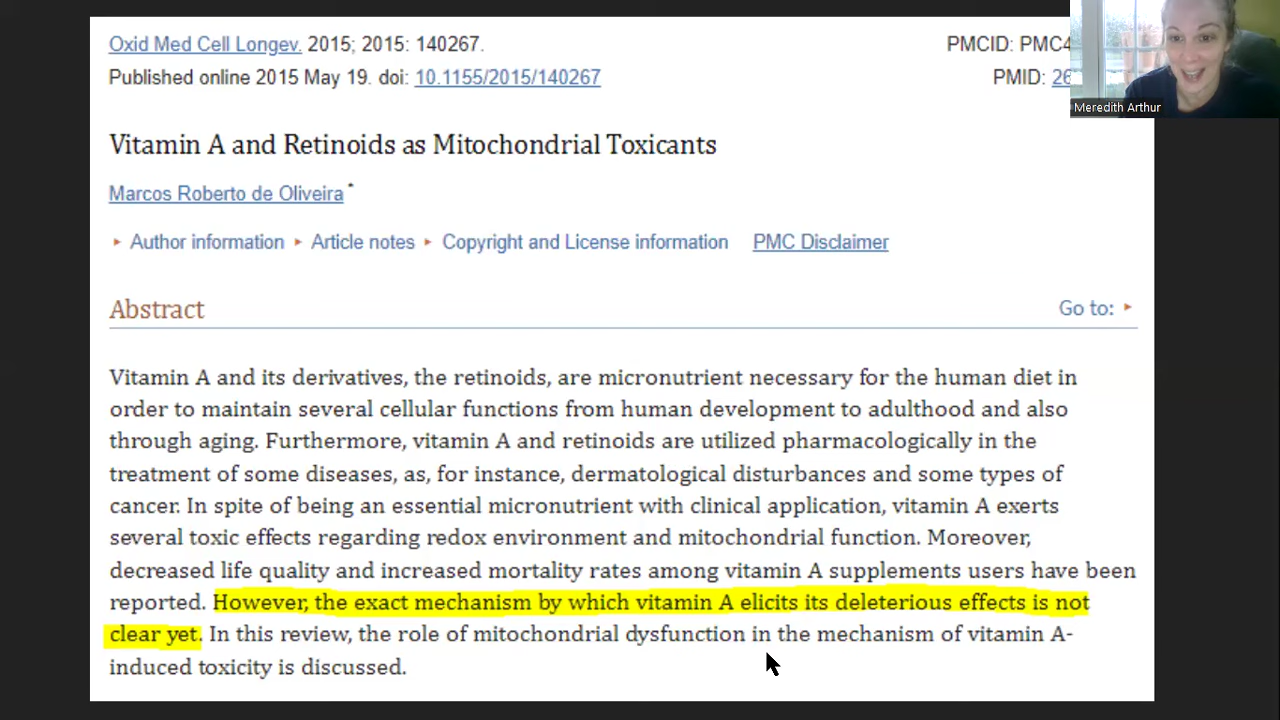 Oxid Med Cell Longev. 2015; 2015: 140267.
PMCID: PMC4
Published online 2015 May 19. doi: 10.1155/2015/140267
PMID: 26
Meredith Arthur
Vitamin A and Retinoids as Mitochondrial Toxicants
Marcos Roberto de Oliveira*
Author information
Article notes
Copyright and License information
PMC Disclaimer
Abstract
Go to:
Vitamin A and its derivatives, the retinoids, are micronutrient necessary for the human diet in
order to maintain several cellular functions from human development to adulthood and also
through aging. Furthermore, vitamin A and retinoids are utilized pharmacologically in the
treatment of some diseases, as, for instance, dermatological disturbances and some types of
cancer. In spite of being an essential micronutrient with clinical application, vitamin A exerts
several toxic effects regarding redox environment and mitochondrial function. Moreover,
decreased life quality and increased mortality rates among vitamin A supplements users have been
reported. However, the exact mechanism by which vitamin A elicits its deleterious effects is not
clear yet. In this review, the role of mitochondrial dysfunction in the mechanism of vitamin A-
induced toxicity is discussed.